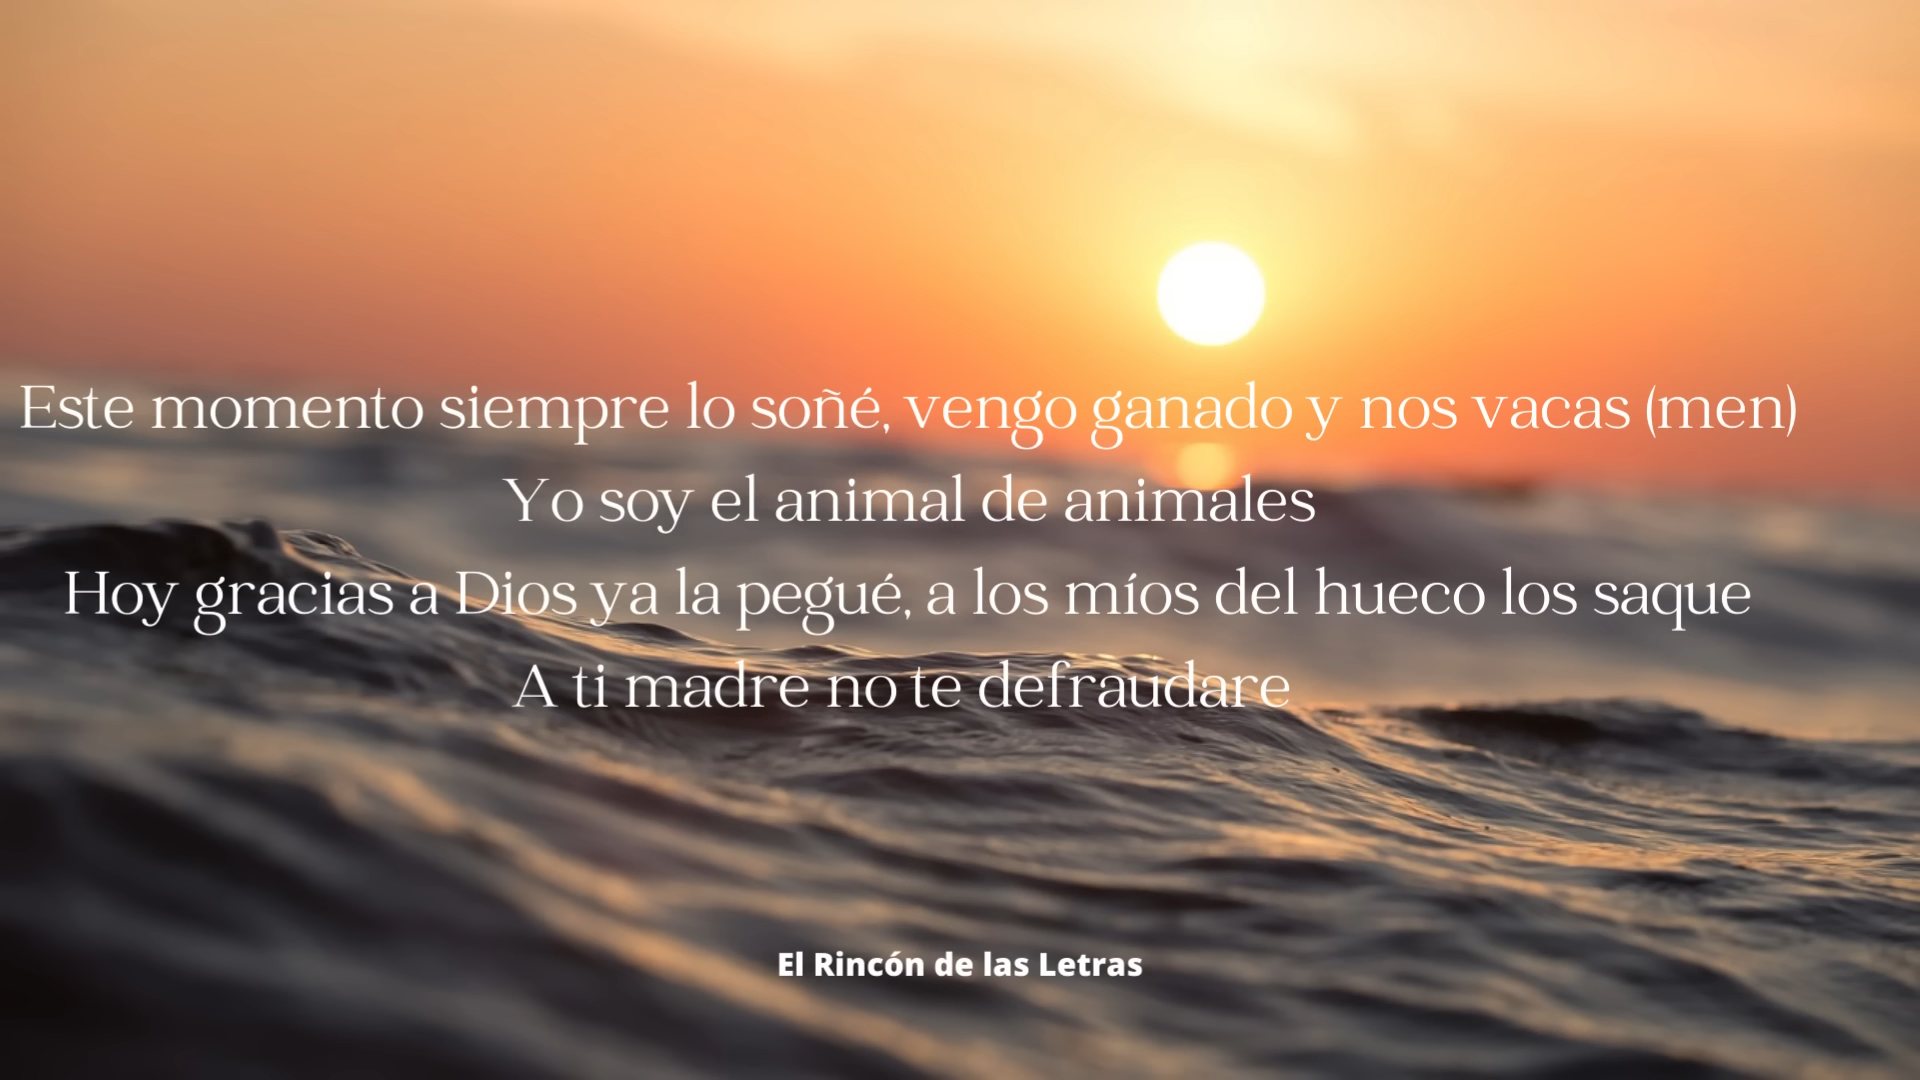 Este momento siempre lo soñé, vengo ganado y nos vacas (men)
Yo soy el animal de animales
Hoy gracias a Dios ya la pegué, a los míos del hueco los saque
A ti madre no te defraudare
El Rincón de las Letras